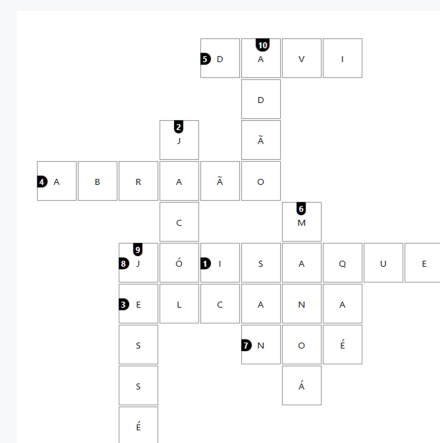 5 D A 10 V I
D
2 J Ã
4 A B R A Ã O
C 6 M
8 J 9 Ó 1 I S A Q U E
3 E L C A N A
S 7 N O É
S Á
É